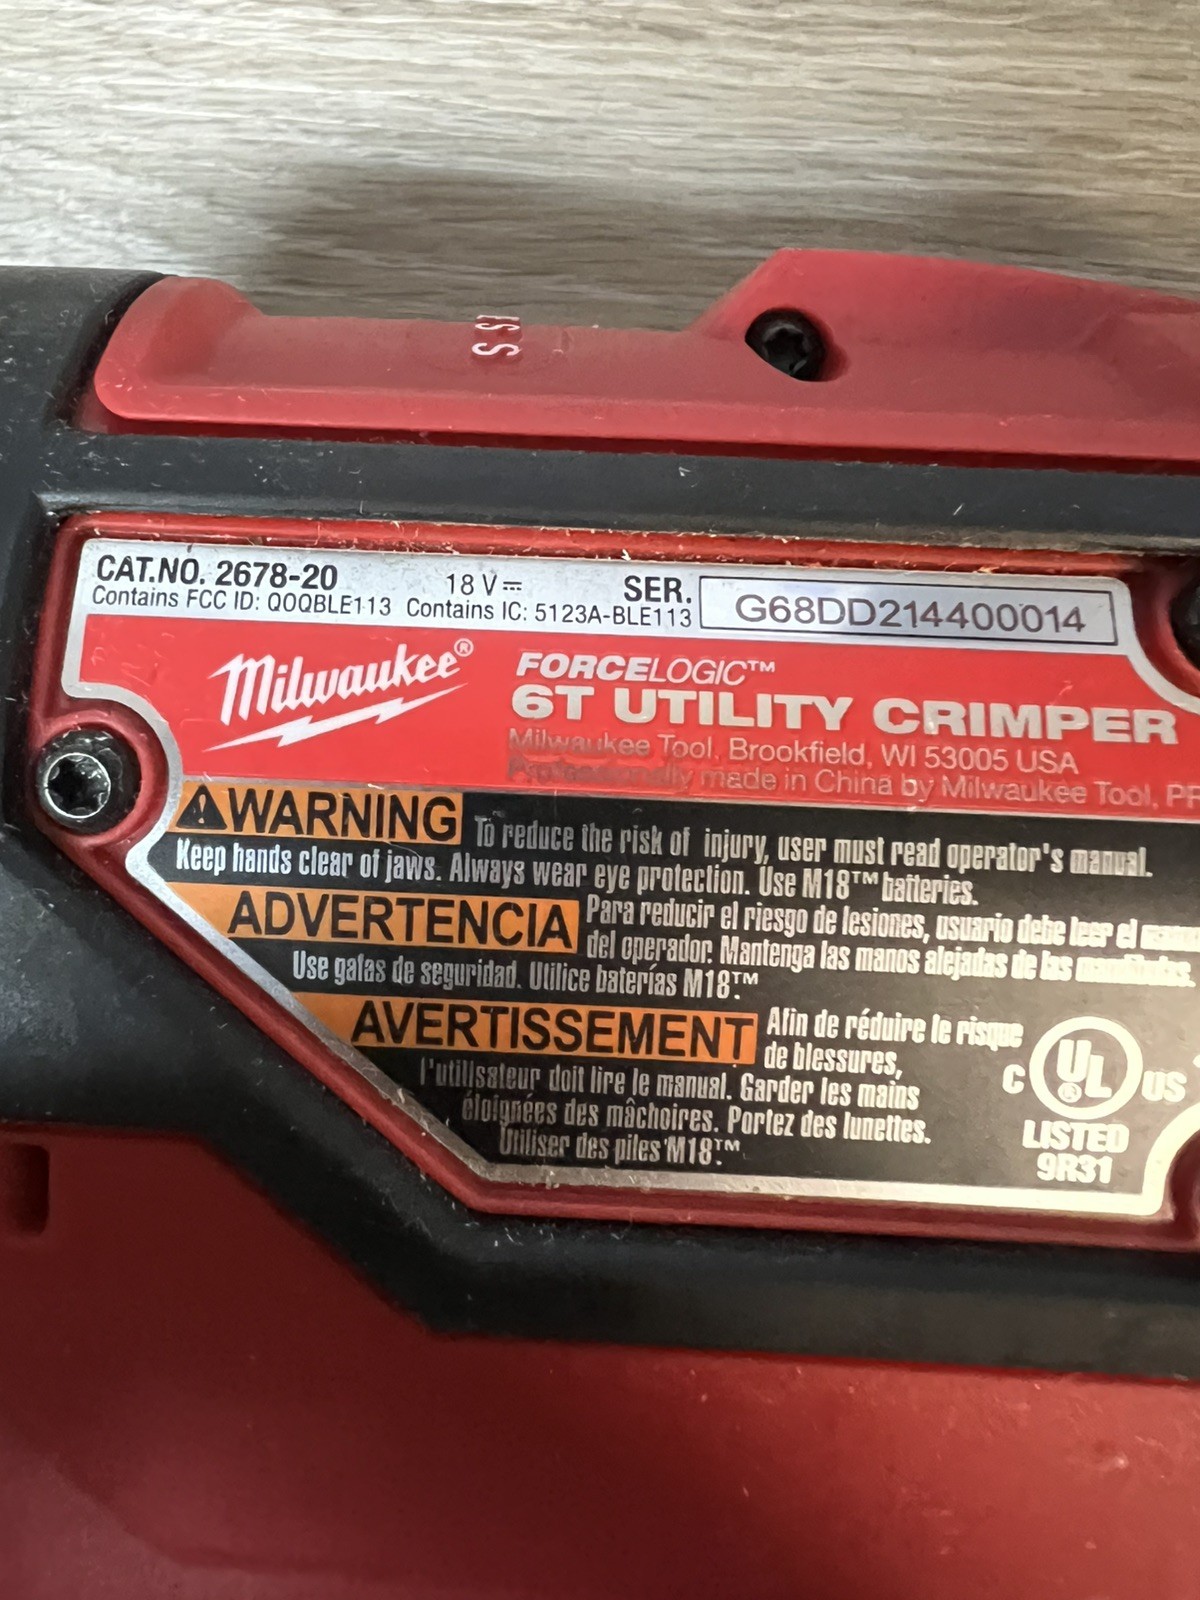 SSI
CAT.NO. 2678-20 18 V⎓ SER. G68DD214400014
Contains FCC ID: QOQBLE113 Contains IC: 5123A-BLE113
Milwaukee®
FORCELOGIC™
6T UTILITY CRIMPER
Milwaukee Tool, Brookfield, WI 53005 USA
Professionally made in China by Milwaukee Tool,
⚠WARNING To reduce the risk of injury, user must read operator's manual.
Keep hands clear of jaws. Always wear eye protection. Use M18™ batteries.
ADVERTENCIA Para reducir el riesgo de lesiones, usuario debe leer el
del operador. Mantenga las manos alejadas de las mandíbulas.
Use gafas de seguridad. Utilice baterías M18™.
AVERTISSEMENT Afin de réduire le risque
de blessures,
l'utilisateur doit lire le manual. Garder les mains
éloignées des mâchoires. Portez des lunettes.
Utiliser des piles M18™.
C UL® US
LISTED
9R31